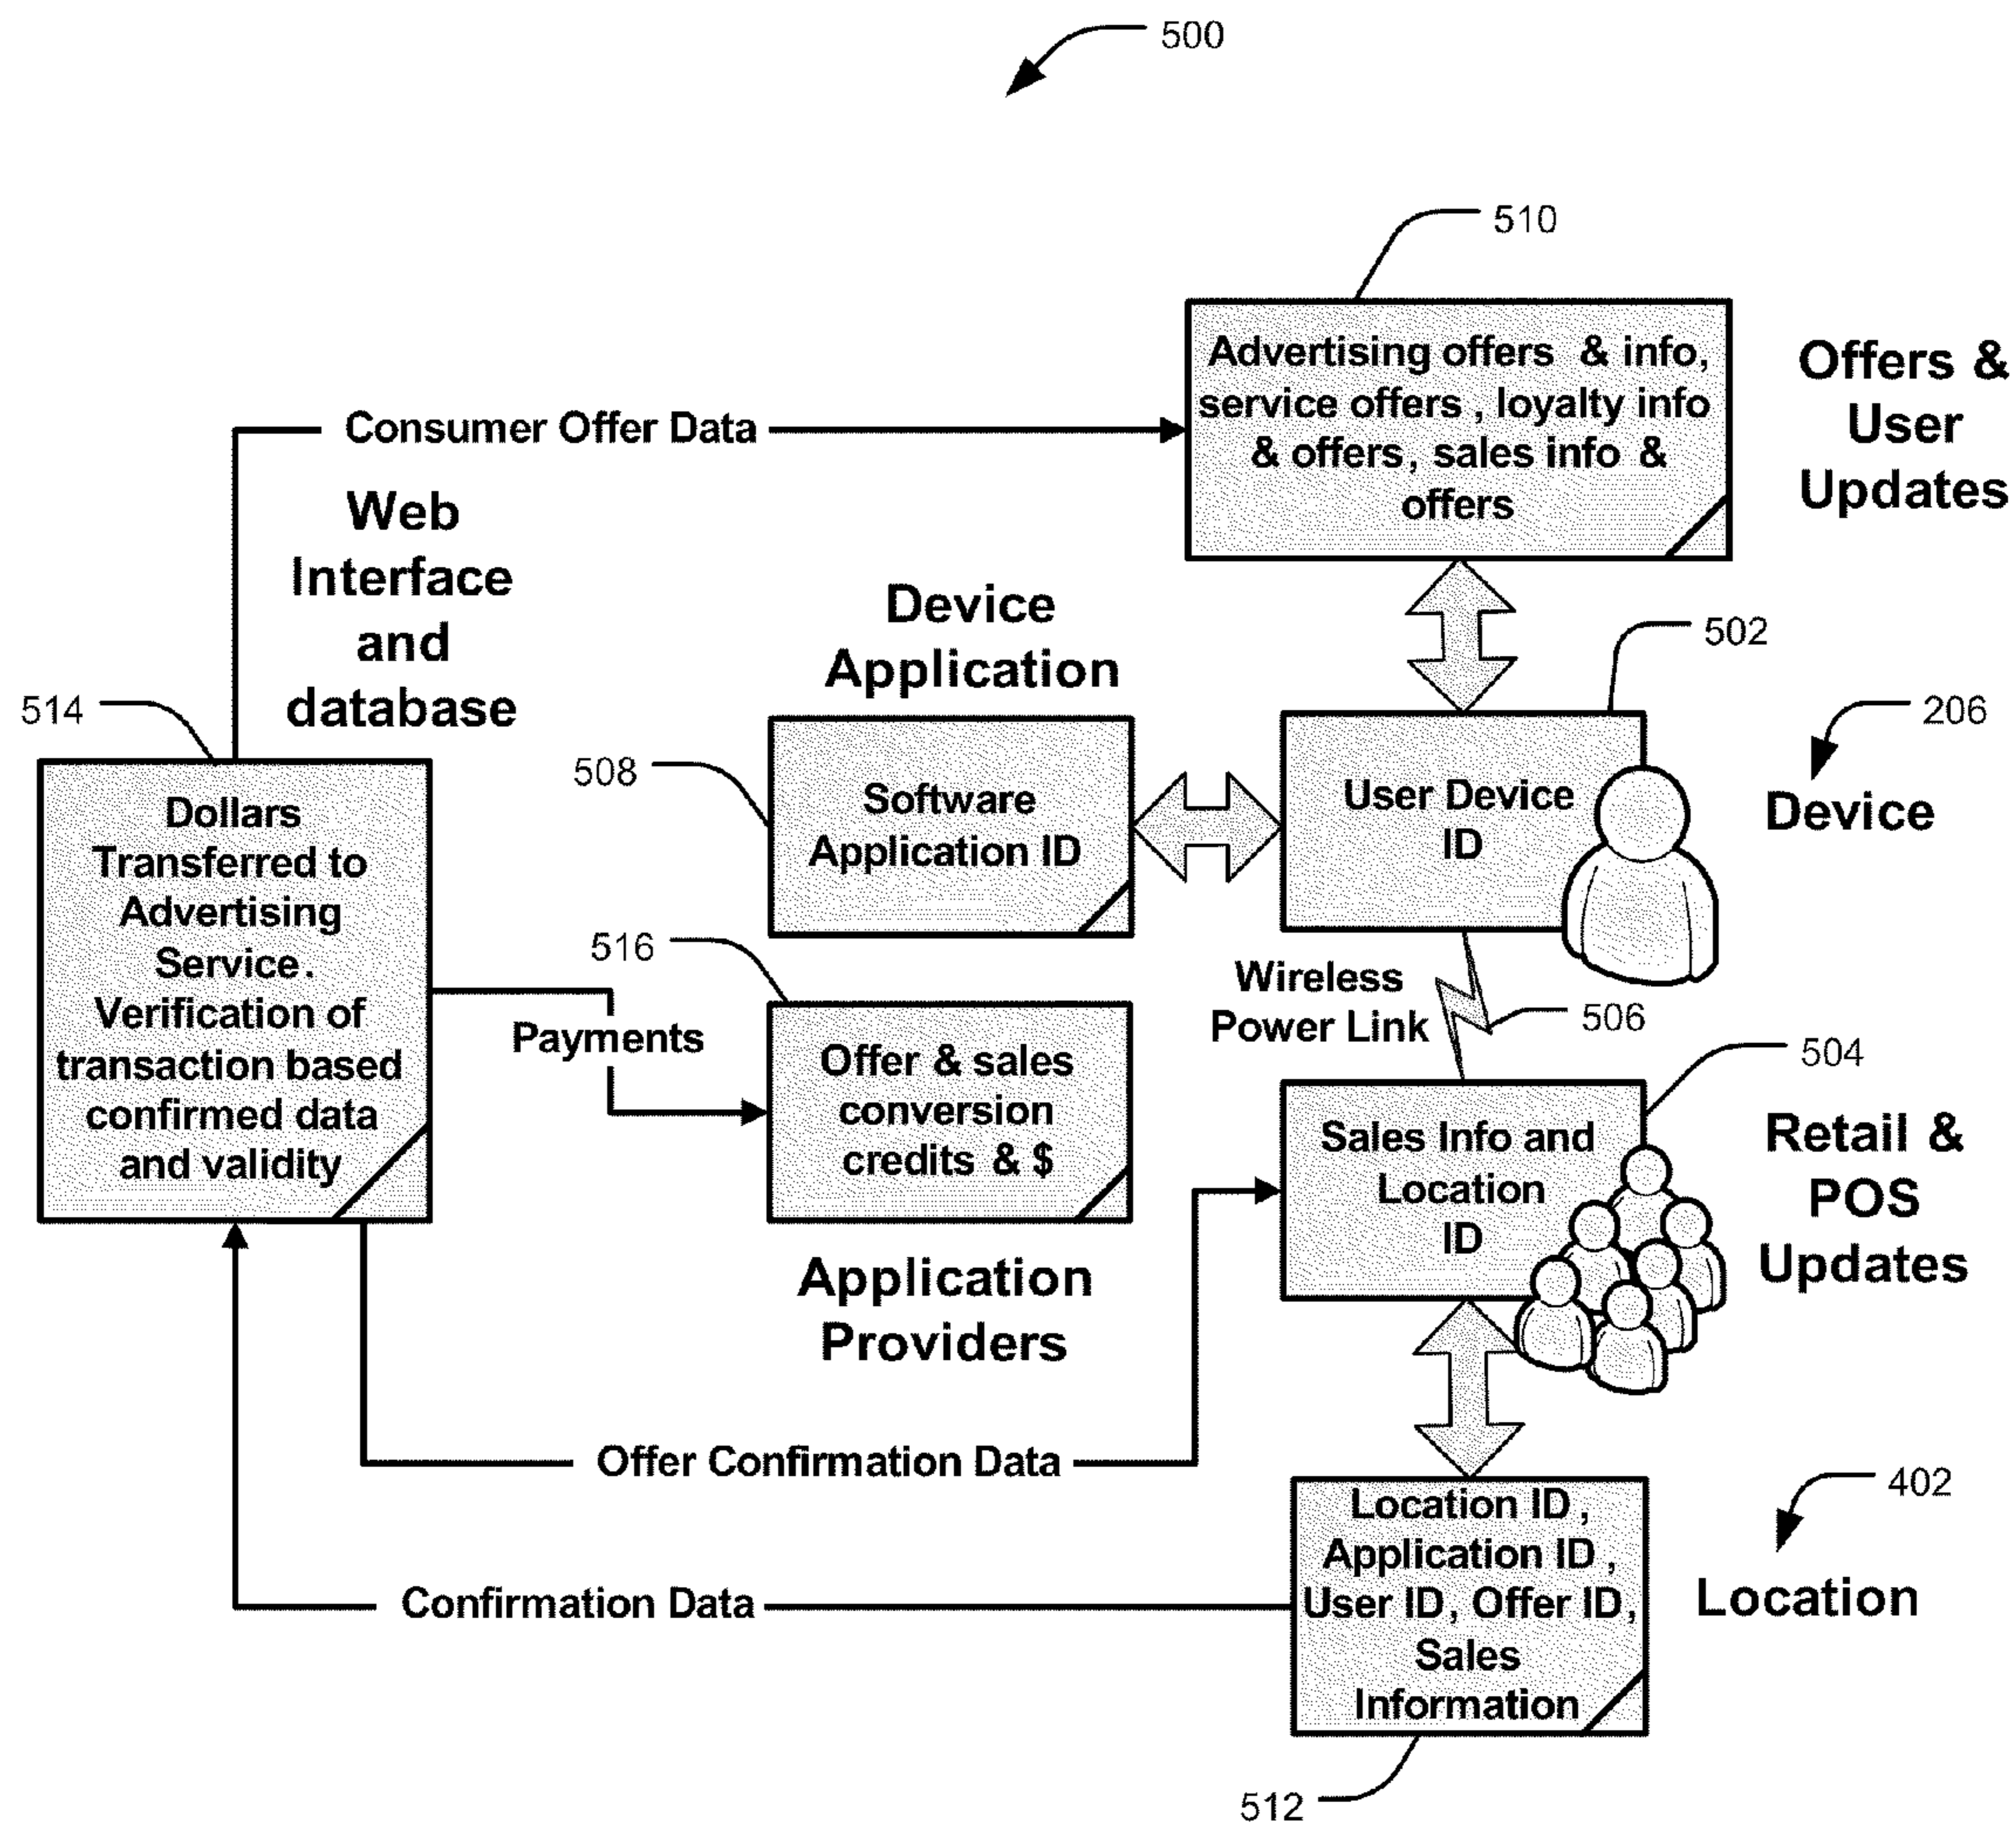 500
510
Advertising offers & info,
service offers, loyalty info
& offers, sales info &
offers
Offers &
User
Updates
Consumer Offer Data
Web
Interface
and
database
Device
Application
502
206
Device
514
508
Software
Application ID
User Device
ID
Dollars
Transferred to
Advertising
Service.
Verification of
transaction based
confirmed data
and validity
516
Payments
Offer & sales
conversion
credits & $
Application
Providers
Wireless
Power Link
506
504
Sales Info and
Location
ID
Retail &
POS
Updates
Offer Confirmation Data
402
Location
Confirmation Data
Location ID,
Application ID,
User ID, Offer ID,
Sales
Information
512